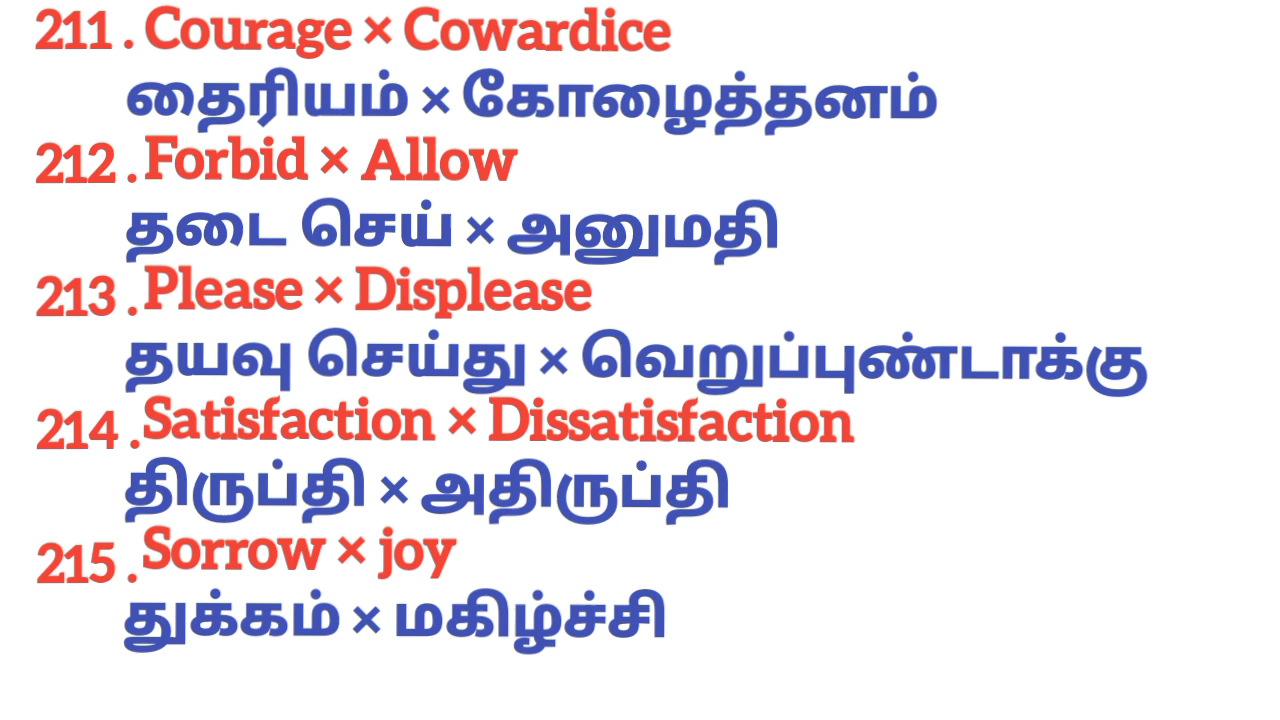 211 . Courage × Cowardice
தைரியம் × கோழைத்தனம்
212 . Forbid × Allow
தடை செய் × அனுமதி
213 . Please × Displease
தயவு செய்து × வெறுப்புண்டாக்கு
214 . Satisfaction × Dissatisfaction
திருப்தி × அதிருப்தி
215 . Sorrow × joy
துக்கம் × மகிழ்ச்சி